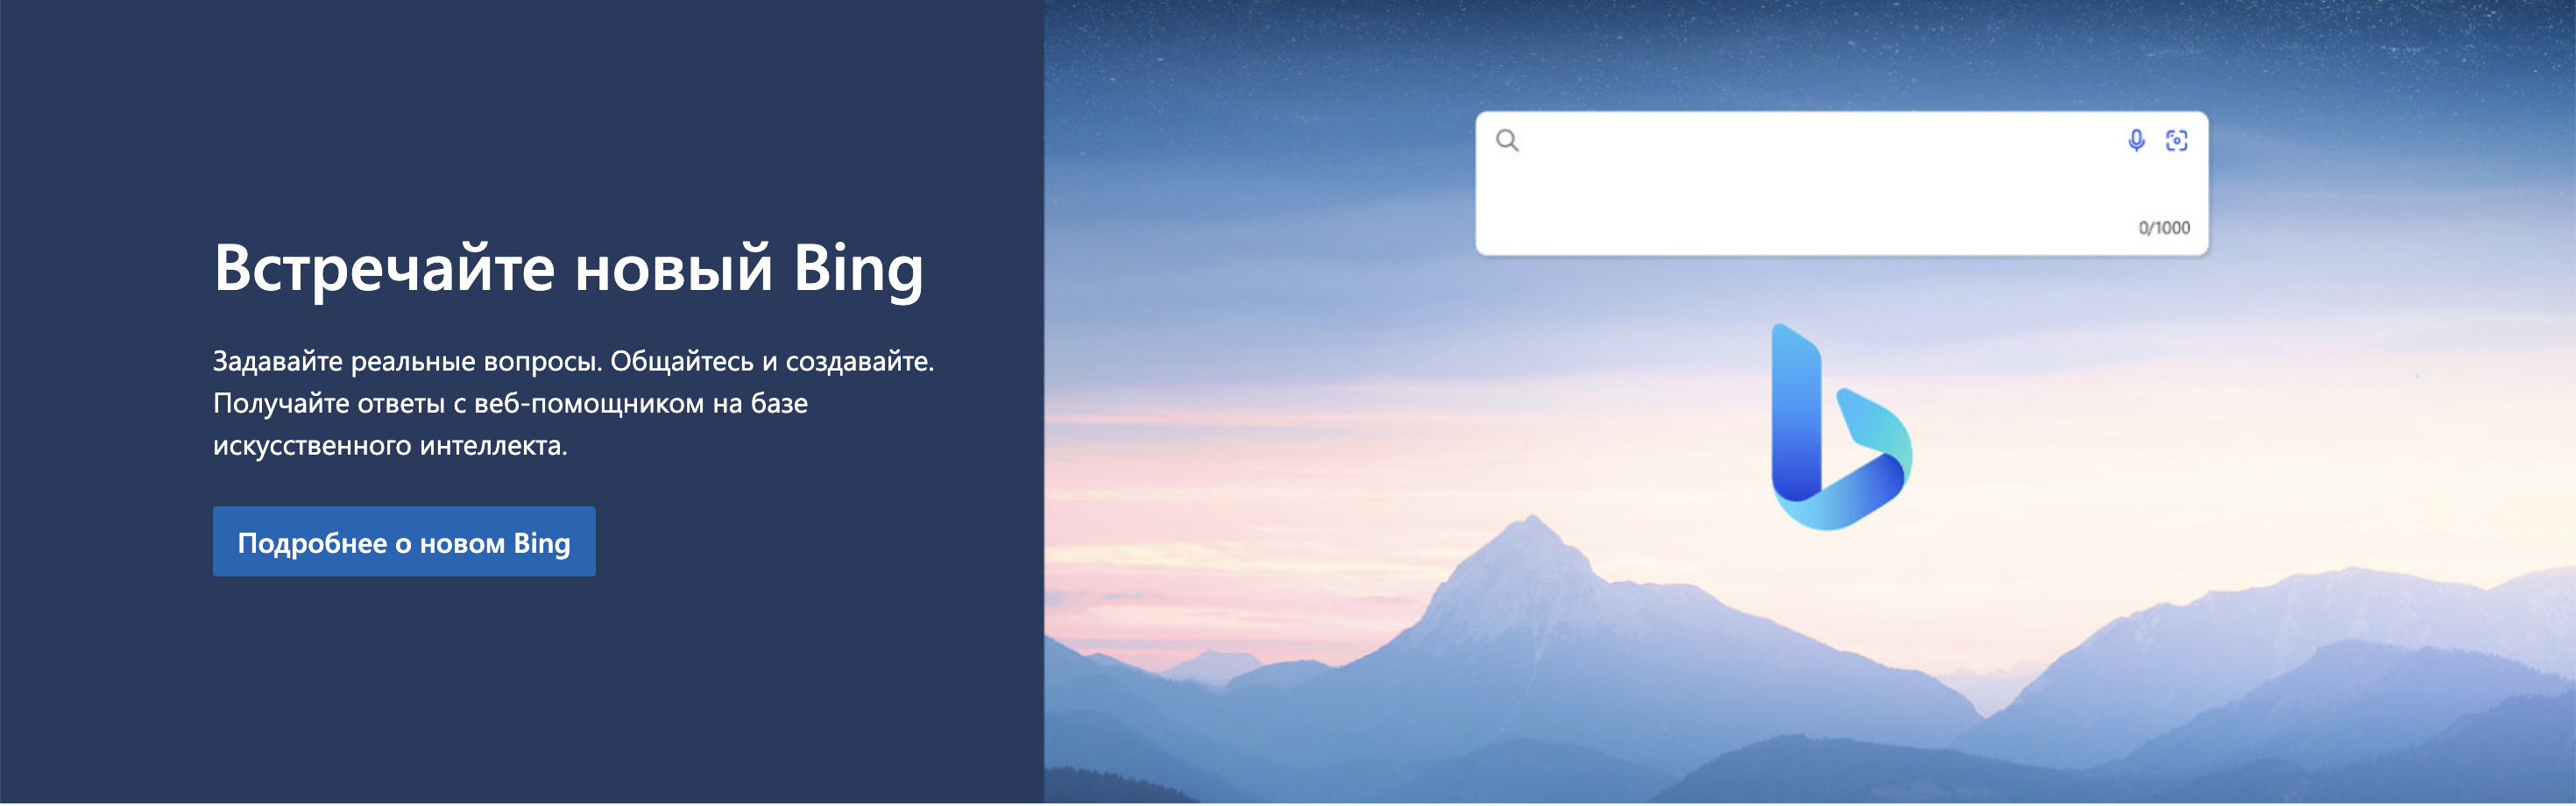 Встречайте новый Bing
Задавайте реальные вопросы. Общайтесь и создавайте.
Получайте ответы с веб-помощником на базе
искусственного интеллекта.
Подробнее о новом Bing
0/1000